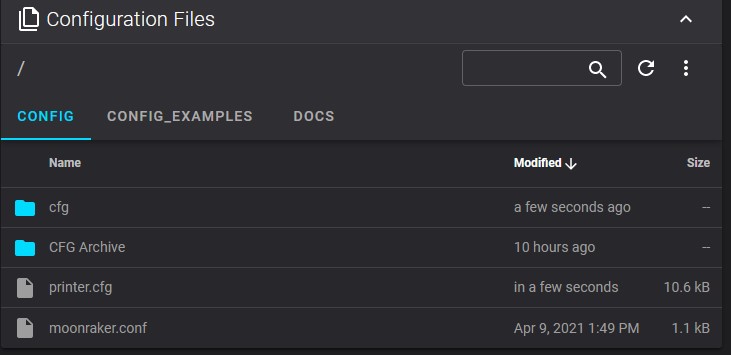 Configuration Files
/
CONFIG CONFIG_EXAMPLES DOCS
Name Modified Size
cfg a few seconds ago --
CFG Archive 10 hours ago --
printer.cfg in a few seconds 10.6 kB
moonraker.conf Apr 9, 2021 1:49 PM 1.1 kB